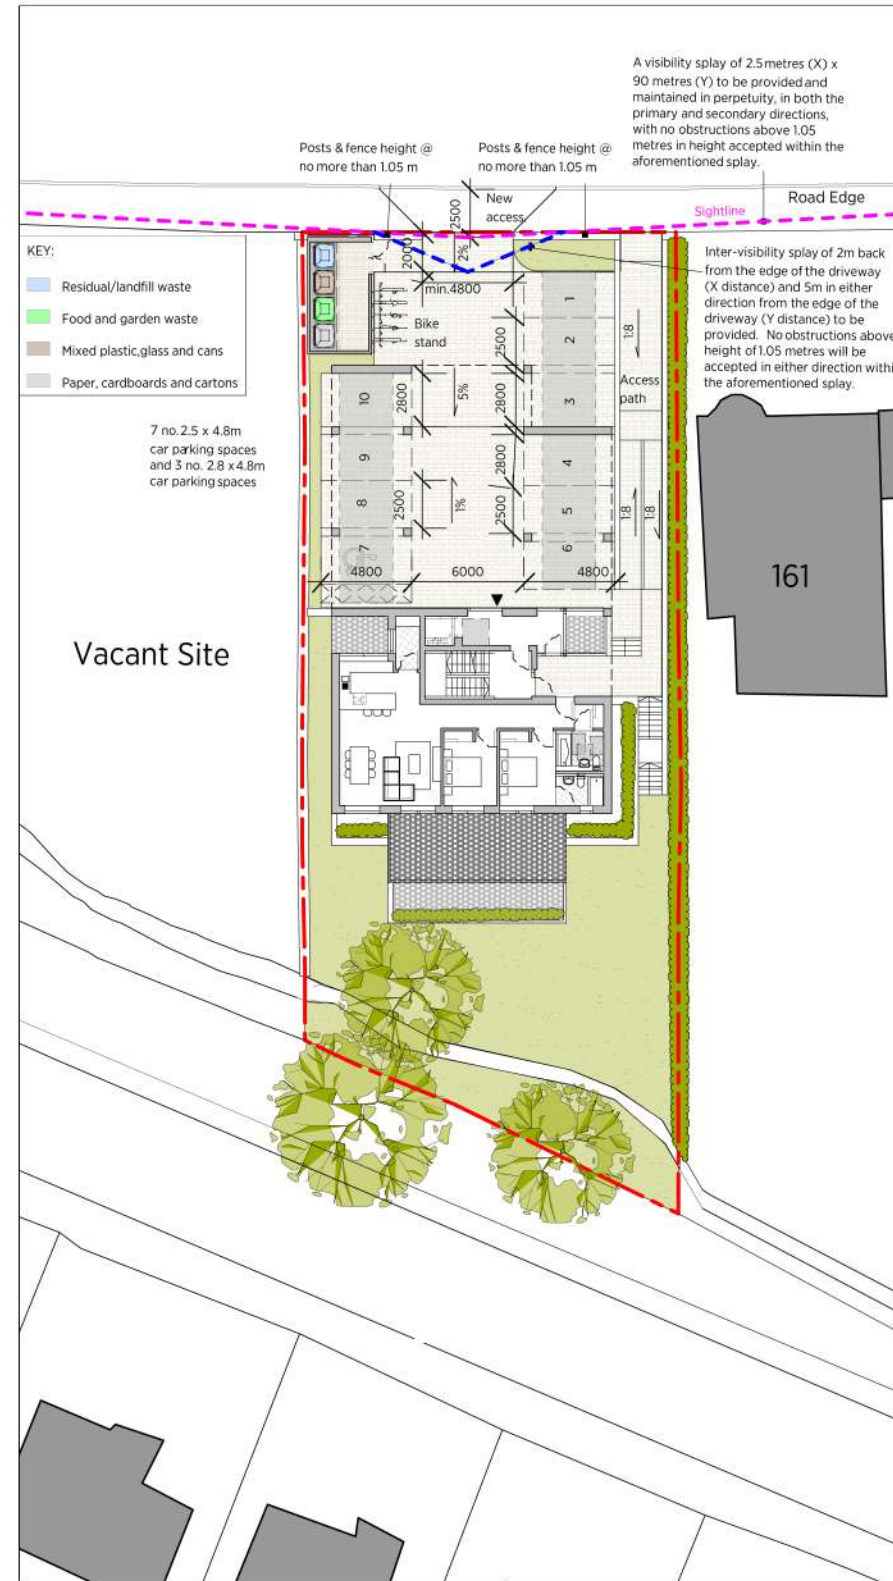 A visibility splay of 2.5metres (X) x
90 metres (Y) to be provided and
maintained in perpetuity, in both the
primary and secondary directions,
with no obstructions above 1.05
metres in height accepted within the
aforementioned splay.
Posts & fence height @
no more than 1.05 m
Posts & fence height @
no more than 1.05 m
2500
New
access
Road Edge
Sightline
KEY:
Residual/landfill waste
Food and garden waste
Mixed plastic,glass and cans
Paper, cardboards and cartons
2000
2%
min.4800
Bike
stand
Inter-visibility splay of 2m back
from the edge of the driveway
(X distance) and 5m in either
direction from the edge of the
driveway (Y distance) to be
provided. No obstructions above
height of 1.05 metres will be
accepted in either direction withi
the aforementioned splay.
1
2
3
2500
1:8
Access
path
10
2800
5%
2800
7 no. 2.5 x 4.8m
car parking spaces
and 3 no. 2.8 x 4.8m
car parking spaces
9
8
7
2500
1%
2800
2500
4
5
6
1:8
1:8
4800
6000
4800
161
Vacant Site